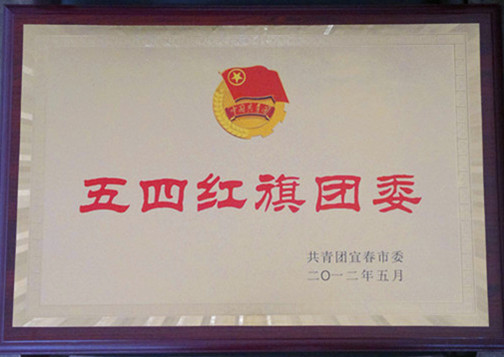 五四红旗团委
共青团宜春市委
二〇一二年五月